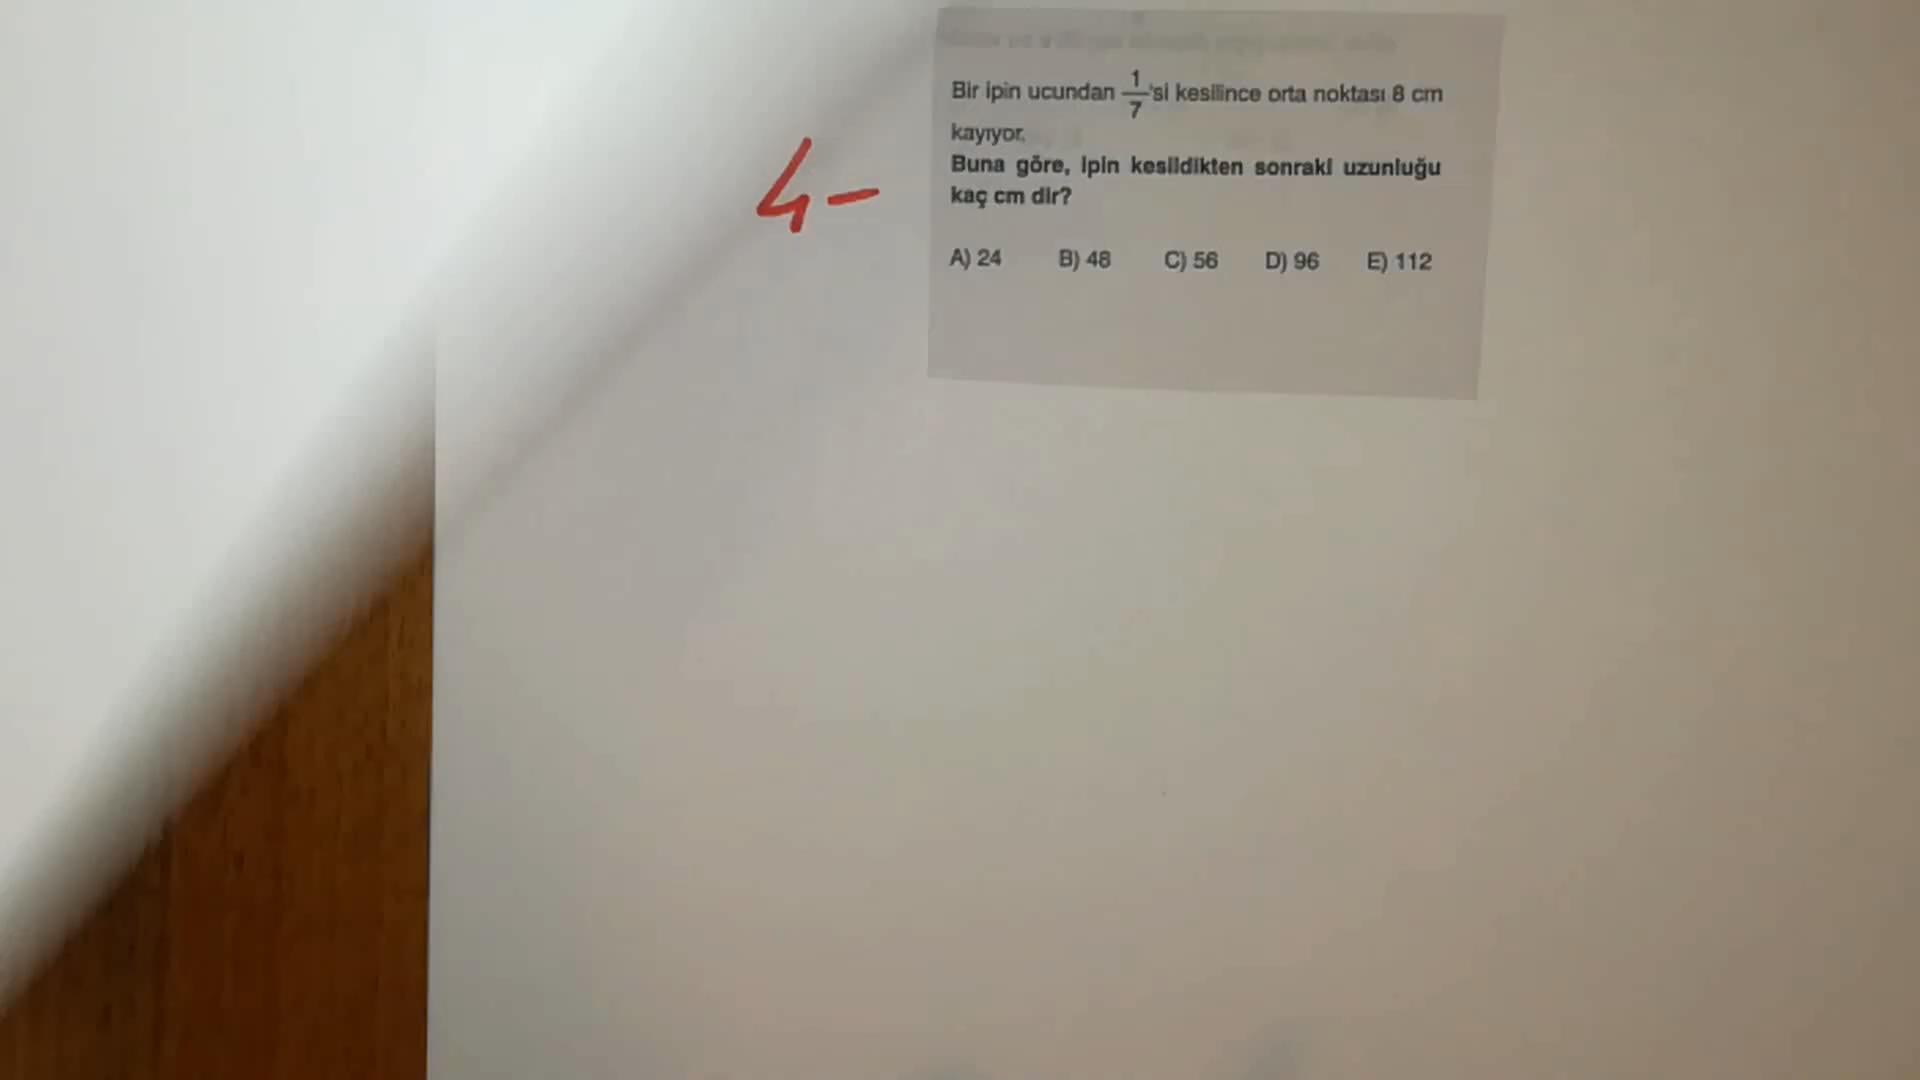 4-
Bir ipin ucundan 1/7'si kesilince orta noktası 8 cm
kayıyor.
Buna göre, ipin kesildikten sonraki uzunluğu
kaç cm dir?
A) 24 B) 48 C) 56 D) 96 E) 112